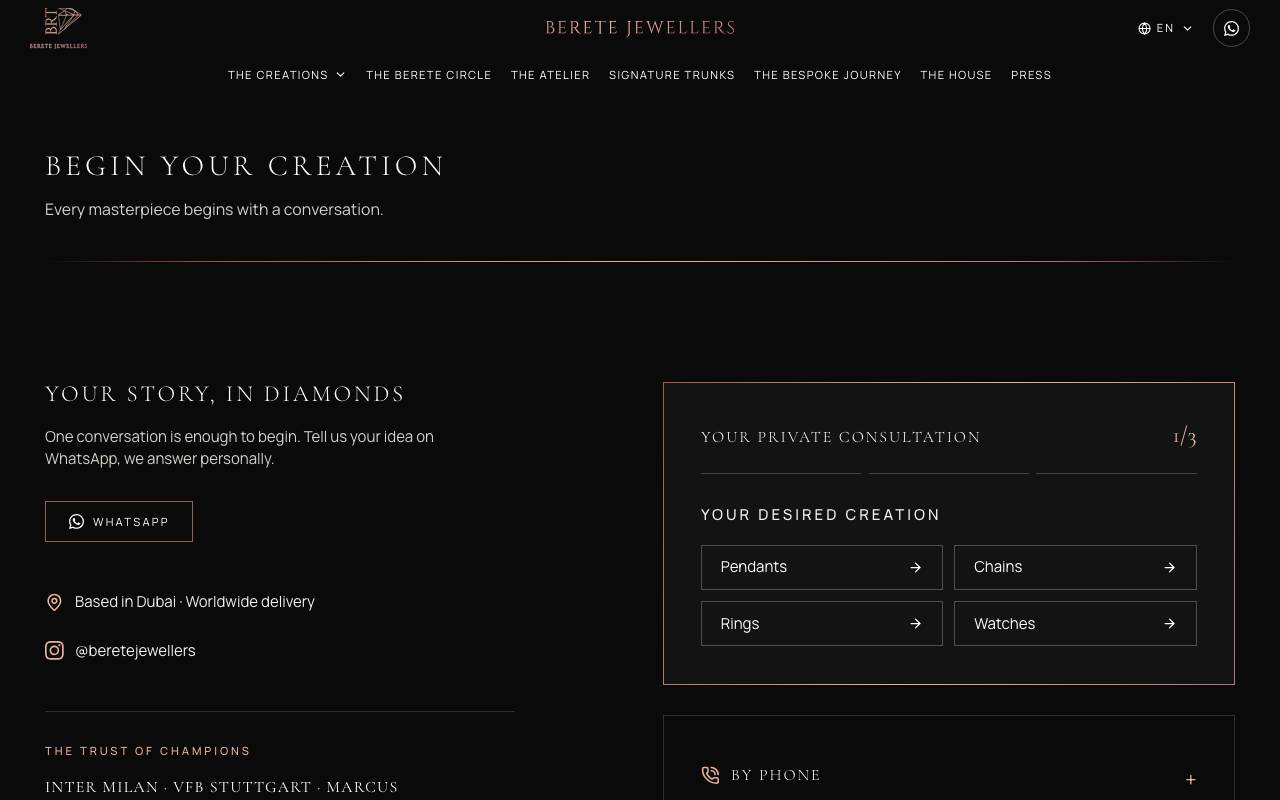 BRT
BERETE JEWELLERS
BERETE JEWELLERS
EN
THE CREATIONS THE BERETE CIRCLE THE ATELIER SIGNATURE TRUNKS THE BESPOKE JOURNEY THE HOUSE PRESS
BEGIN YOUR CREATION
Every masterpiece begins with a conversation.
YOUR STORY, IN DIAMONDS
One conversation is enough to begin. Tell us your idea on
WhatsApp, we answer personally.
WHATSAPP
Based in Dubai · Worldwide delivery
@beretejewellers
THE TRUST OF CHAMPIONS
INTER MILAN · VFB STUTTGART · MARCUS
YOUR PRIVATE CONSULTATION 1/3
YOUR DESIRED CREATION
Pendants → Chains →
Rings → Watches →
BY PHONE +